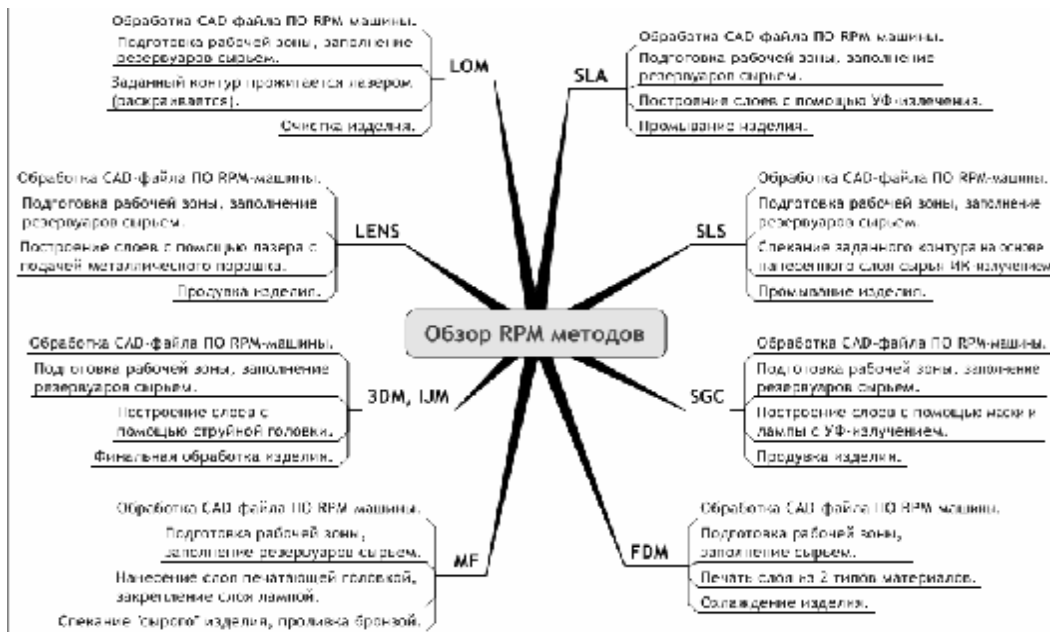 Обработка CAD файла ПО RPM машины.
Подготовка рабочей зоны, заполнение
резервуаров сырьем.
Заданный контур прожигается лазером
(раскраивается).
Очистка изделия.
LOM
Обработка CAD файла ПО RPM машины.
Подготовка рабочей зоны, заполнение
резервуаров сырьем.
Построение слоев с помощью УФ-излечения.
Промывание изделия.
SLA
Обработка CAD-файла ПО RPM-машины.
Подготовка рабочей зоны, заполнение
резервуаров сырьем.
Построение слоев с помощью лазера с
подачей металлического порошка.
Продувка изделия.
LENS
Обработка CAD-файла ПО RPM-машины.
Подготовка рабочей зоны, заполнение
резервуаров сырьем.
Спекание заданного контура на основе
нанесенного слоя сырья ИК-излучением
Промывание изделия.
SLS
Обзор RPM методов
Обработка CAD-файла ПО RPM-машины.
Подготовка рабочей зоны, заполнение
резервуаров сырьем.
Построение слоев с
помощью струйной головки.
Финальная обработка изделия.
3DM, IJM
Обработка CAD-файла ПО RPM-машины.
Подготовка рабочей зоны, заполнение
резервуаров сырьем.
Построение слоев с помощью маски и
лампы с УФ-излучением.
Продувка изделия.
SGC
Обработка CAD файла ПО RPM машины.
Подготовка рабочей зоны,
заполнение резервуаров сырьем.
Нанесение слоя печатающей головкой,
закрепление слоя лампой.
Спекание "сырого" изделия, проливка бронзой.
MF
Обработка CAD файла ПО RPM машины.
Подготовка рабочей зоны,
заполнение сырьем.
Печать слоя из 2 типов материалов.
Охлаждение изделия.
FDM